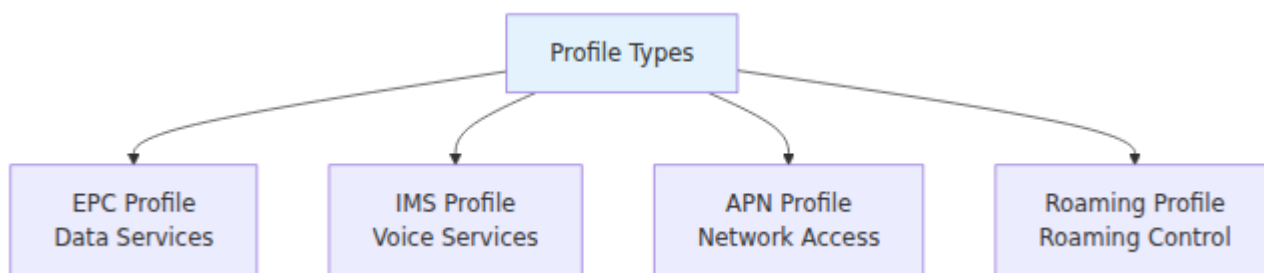 Profile Types
EPC Profile
Data Services
IMS Profile
Voice Services
APN Profile
Network Access
Roaming Profile
Roaming Control